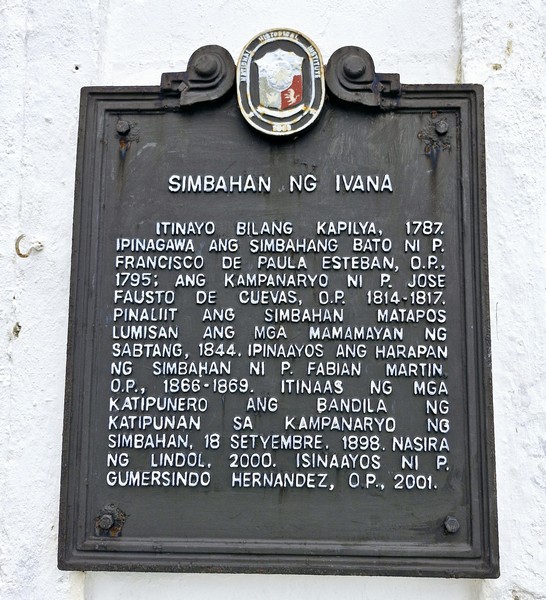 NATIONAL HISTORICAL INSTITUTE
SIMBAHAN NG IVANA
ITINAYO BILANG KAPILYA, 1787.
IPINAGAWA ANG SIMBAHANG BATO NI P.
FRANCISCO DE PAULA ESTEBAN, O.P.,
1795; ANG KAMPANARYO NI P. JOSE
FAUSTO DE CUEVAS, O.P. 1814-1817.
PINALIIT ANG SIMBAHAN MATAPOS
LUMISAN ANG MGA MAMAMAYAN NG
SABTANG, 1844. IPINAAYOS ANG HARAPAN
NG SIMBAHAN NI P. FABIAN MARTIN.
O.P., 1866-1869. ITINAAS NG MGA
KATIPUNERO ANG BANDILA NG
KATIPUNAN SA KAMPANARYO NG
SIMBAHAN, 18 SETYEMBRE. 1898. NASIRA
NG LINDOL, 2000. ISINAAYOS NI P.
GUMERSINDO HERNANDEZ, O.P., 2001.